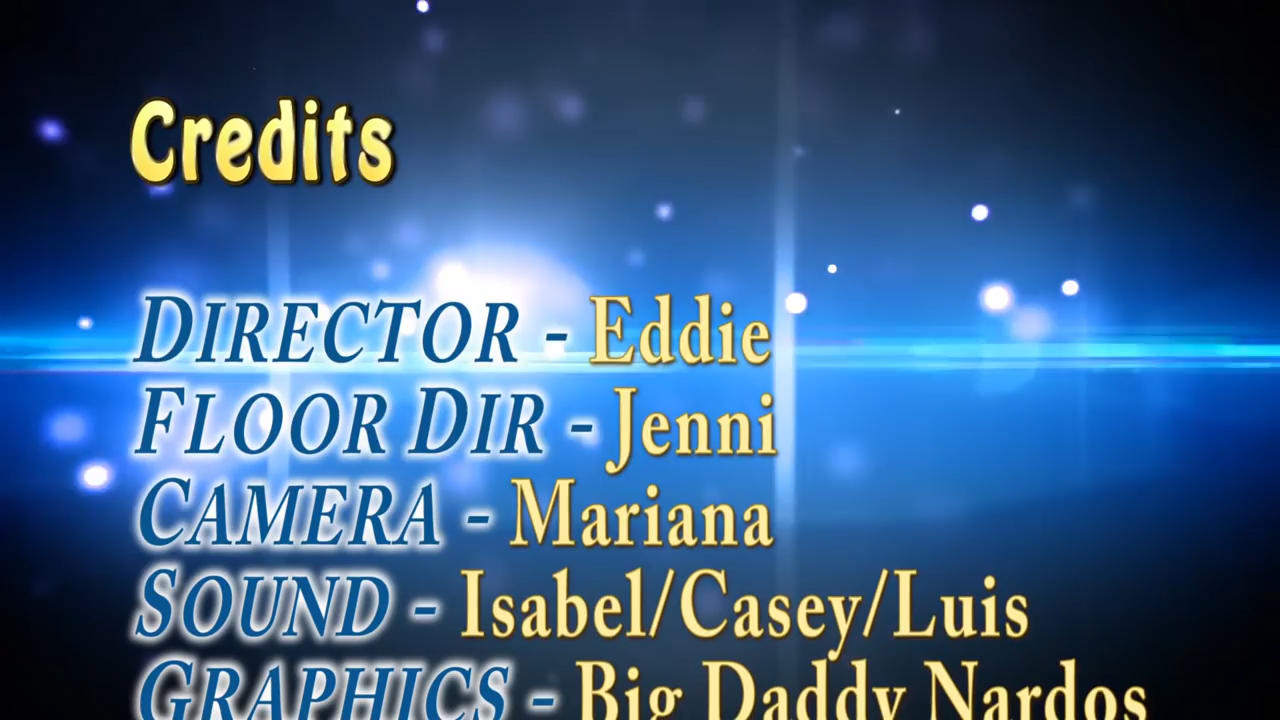 Credits
DIRECTOR - Eddie
FLOOR DIR - Jenni
CAMERA - Mariana
SOUND - Isabel/Casey/Luis
GRAPHICS - Big Daddy Nardos